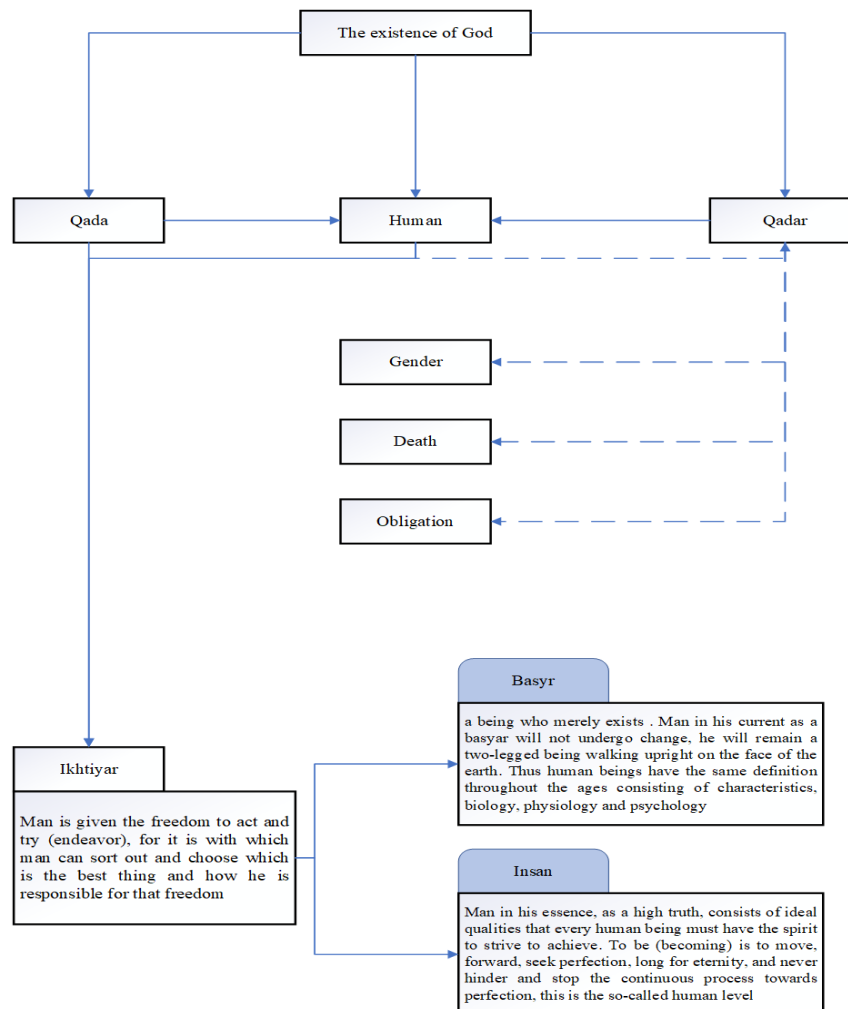 The existence of God
Qada
Human
Qadar
Gender
Death
Obligation
Basyr
a being who merely exists . Man in his current as a
basyar will not undergo change, he will remain a
two-legged being walking upright on the face of the
earth. Thus human beings have the same definition
throughout the ages consisting of characteristics,
biology, physiology and psychology
Ikhtiyar
Man is given the freedom to act and
try (endeavor), for it is with which
man can sort out and choose which
is the best thing and how he is
responsible for that freedom
Insan
Man in his essence, as a high truth, consists of ideal
qualities that every human being must have the spirit
to strive to achieve. To be (becoming) is to move,
forward, seek perfection, long for eternity, and never
hinder and stop the continuous process towards
perfection, this is the so-called human level